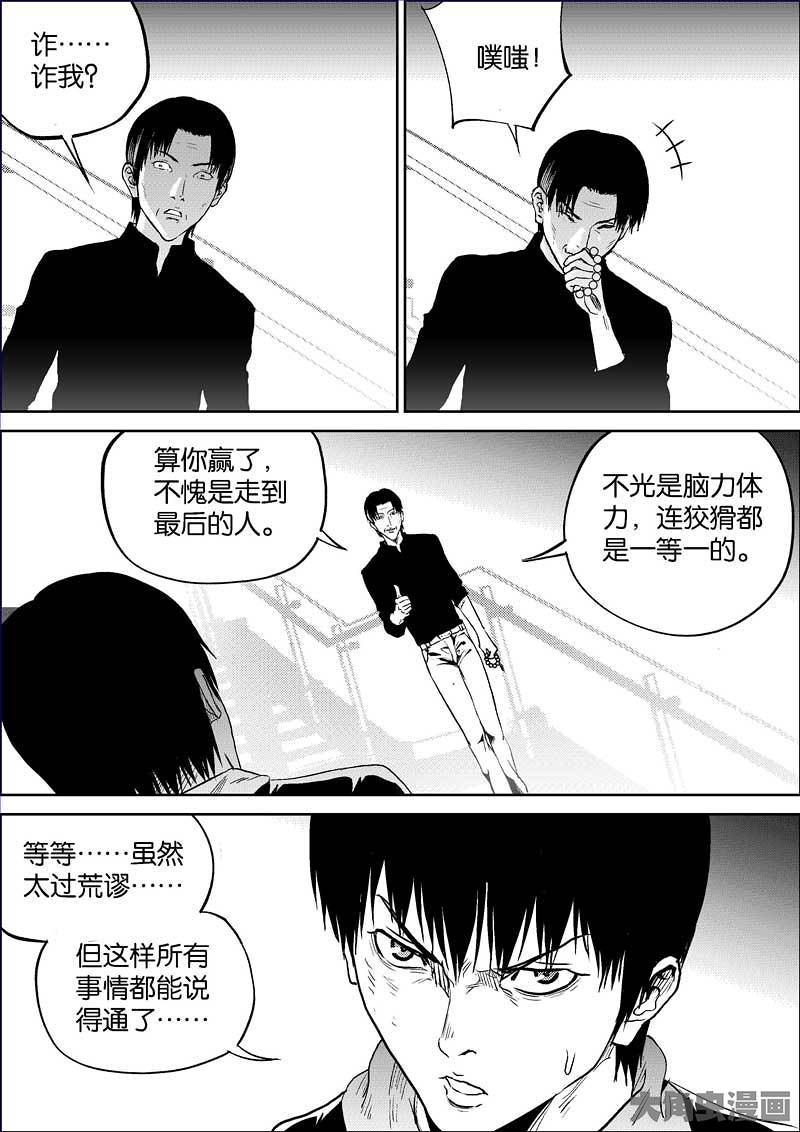 诈……
诈我？
噗嗤！
算你赢了，
不愧是走到
最后的人。
不光是脑力体
力，连狡猾都
是一等一的。
等等……虽然
太过荒谬……
但这样所有
事情都能说
得通了……
大角虫漫画